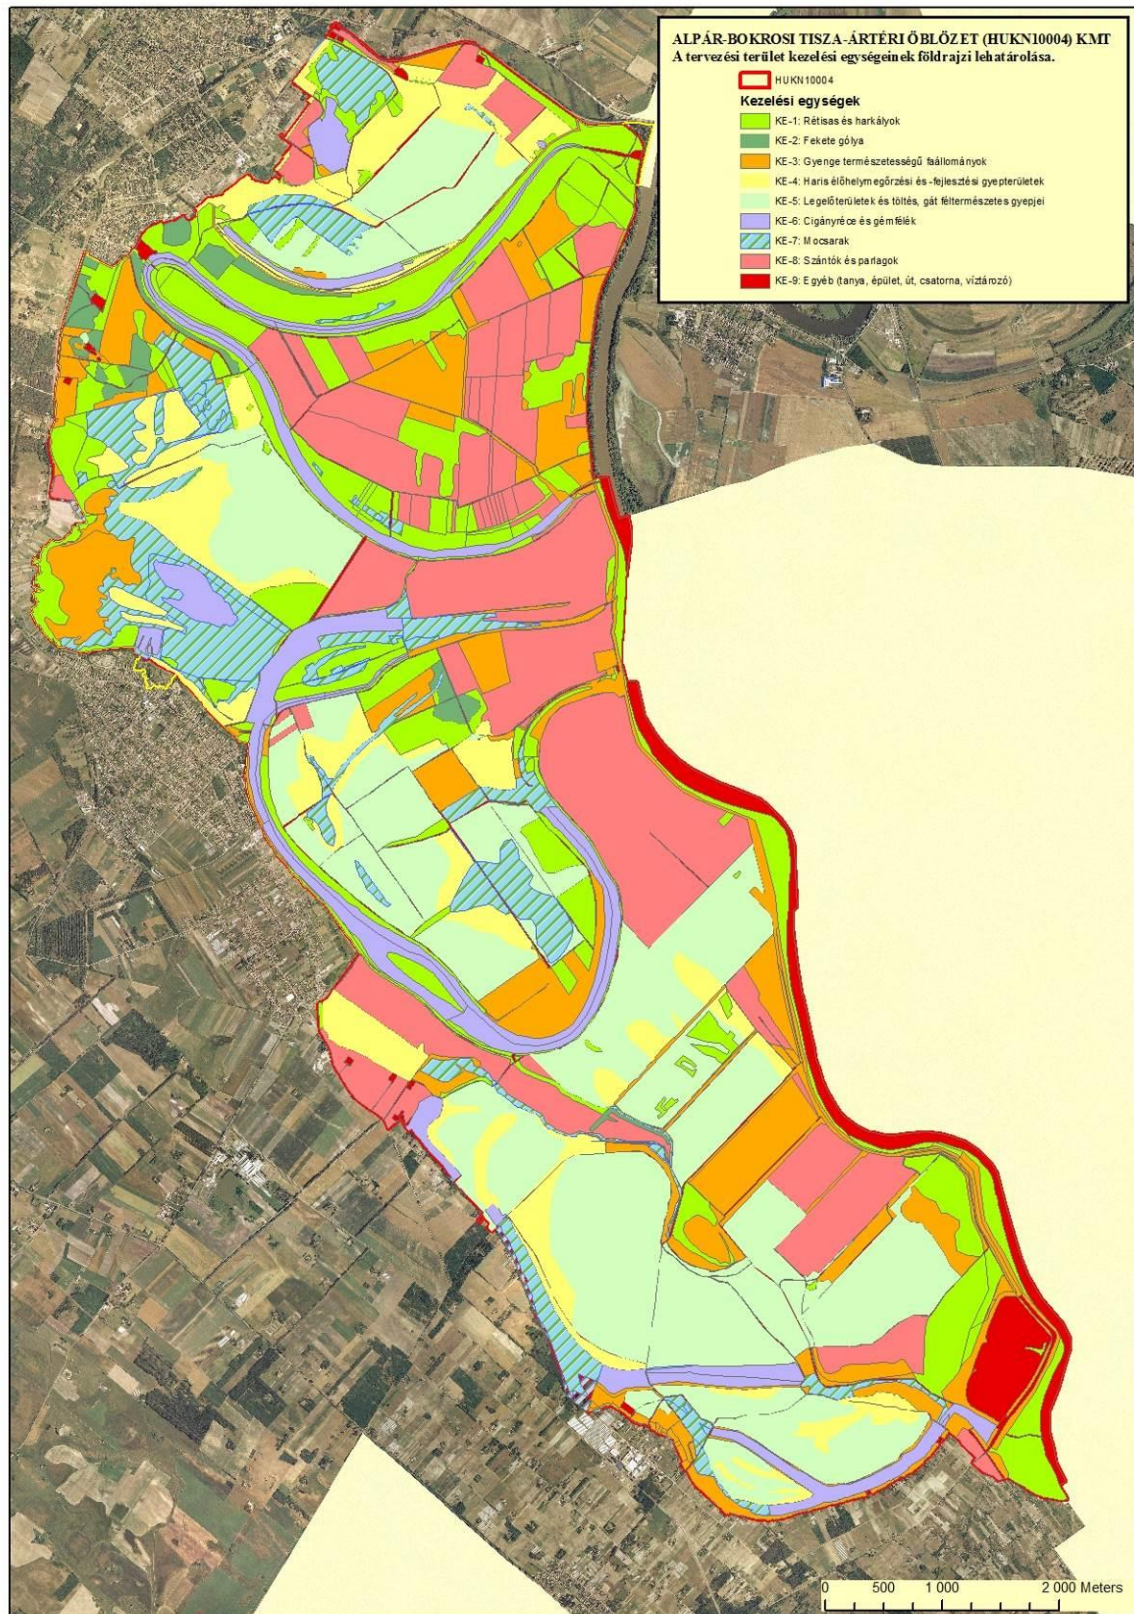 ALPÁR-BOKROSI TISZA-ÁRTÉRI ÖBLÖZET (HUKN10004) KMT
A tervezési terület kezelési egységeinek földrajzi lehatárolása.
HUKN10004
Kezelési egységek
KE-1: Rétisas és harkályok
KE-2: Fekete gólya
KE-3: Gyenge természetességű faállományok
KE-4: Haris élőhelymegőrzési és -fejlesztési gyepterületek
KE-5: Legelőterületek és töltés, gát féltermészetes gyepjei
KE-6: Cigányréce és gémfélék
KE-7: Mocsarak
KE-8: Szántók és parlagok
KE-9: Egyéb (tanya, épület, út, csatorna, víztározó)
0 500 1 000 2 000 Meters